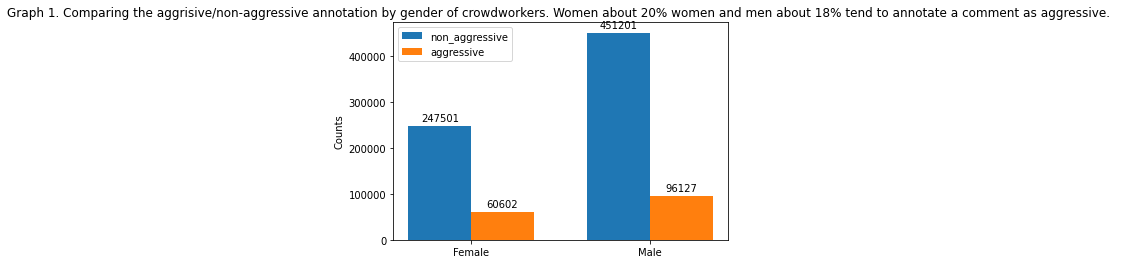 Graph 1. Comparing the aggrisive/non-aggressive annotation by gender of crowdworkers. Women about 20% women and men about 18% tend to annotate a comment as aggressive.
451201
non_aggressive
aggressive
400000
300000
247501
200000
Counts
96127
100000
60602
0
Female
Male